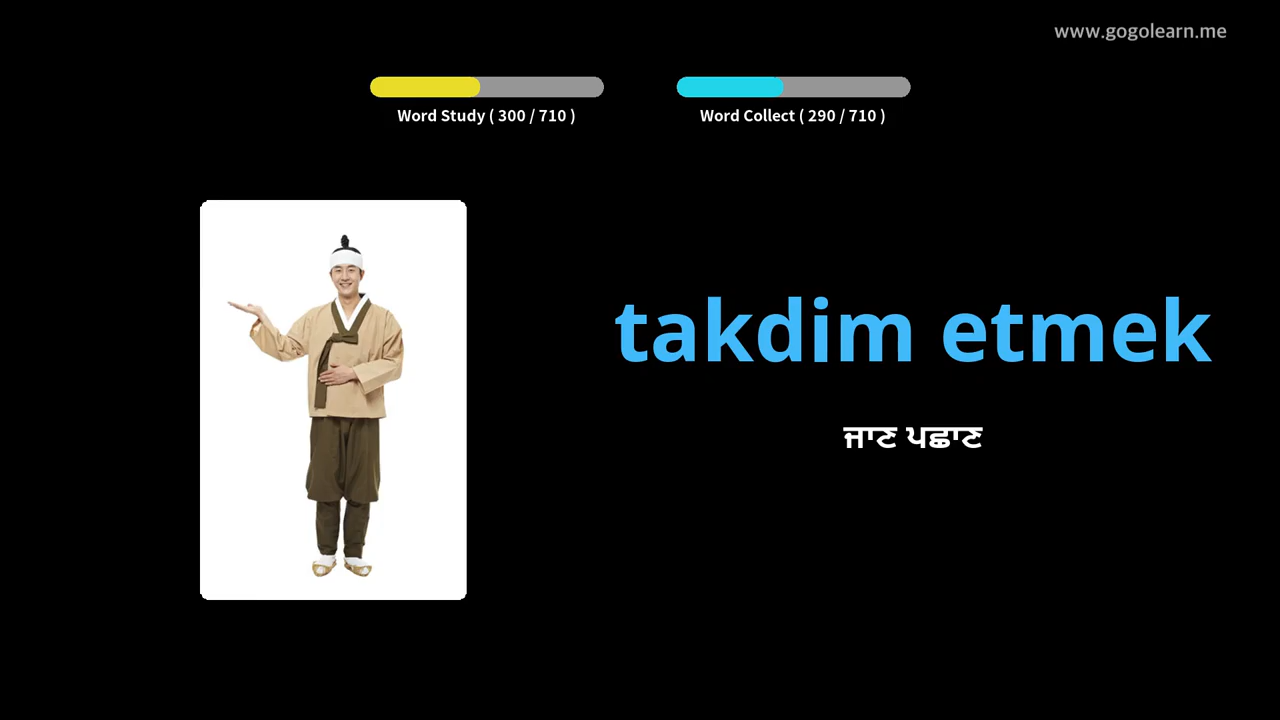 www.gogolearn.me
Word Study ( 300 / 710 )
Word Collect ( 290 / 710 )
takdim etmek
ਜਾਣ ਪਛਾਣ